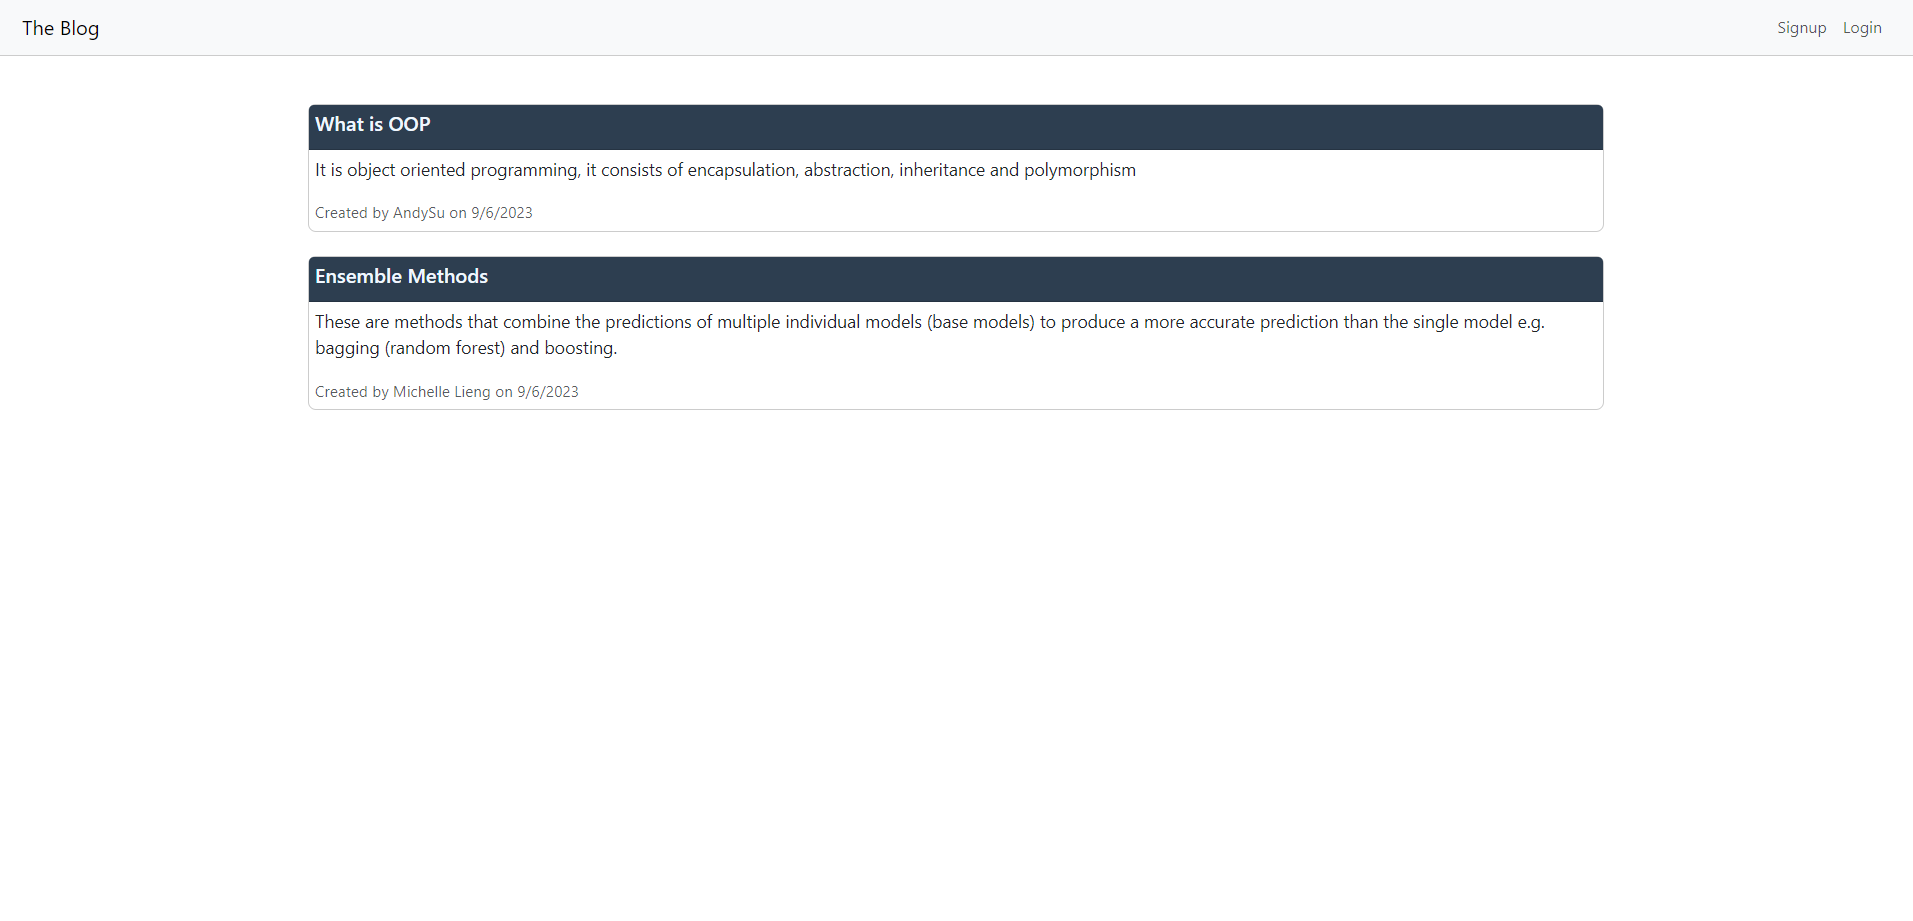 The Blog
Signup Login
What is OOP
It is object oriented programming, it consists of encapsulation, abstraction, inheritance and polymorphism
Created by AndySu on 9/6/2023
Ensemble Methods
These are methods that combine the predictions of multiple individual models (base models) to produce a more accurate prediction than the single model e.g.
bagging (random forest) and boosting.
Created by Michelle Lieng on 9/6/2023